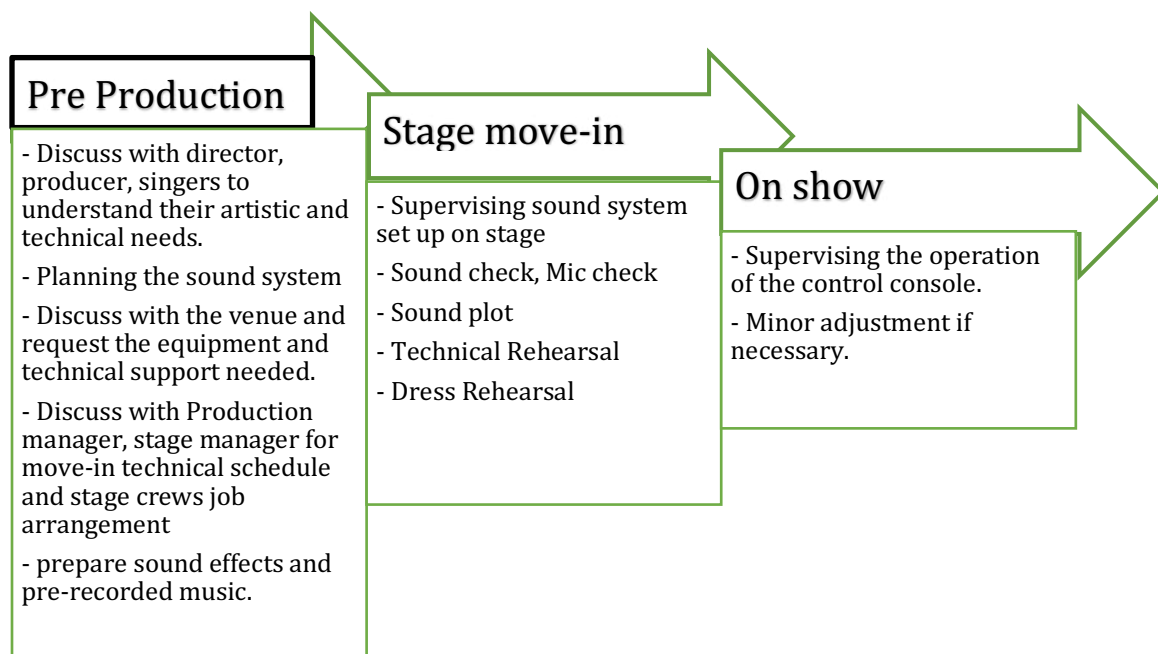 Pre Production
- Discuss with director,
producer, singers to
understand their artistic and
technical needs.
- Planning the sound system
- Discuss with the venue and
request the equipment and
technical support needed.
- Discuss with Production
manager, stage manager for
move-in technical schedule
and stage crews job
arrangement
- prepare sound effects and
pre-recorded music.
Stage move-in
- Supervising sound system
set up on stage
- Sound check, Mic check
- Sound plot
- Technical Rehearsal
- Dress Rehearsal
On show
- Supervising the operation
of the control console.
- Minor adjustment if
necessary.